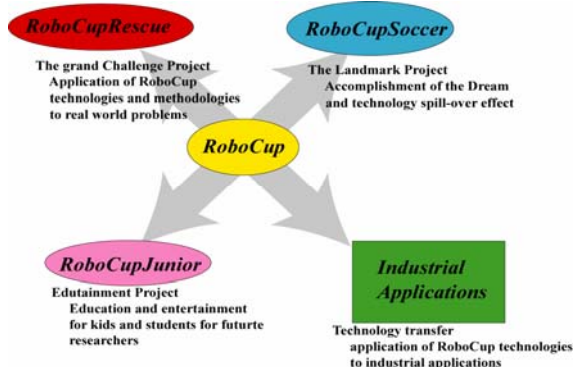 RoboCupRescue
The grand Challenge Project
Application of RoboCup
technologies and methodologies
to real world problems
RoboCupSoccer
The Landmark Project
Accomplishment of the Dream
and technology spill-over effect
RoboCup
RoboCupJunior
Edutainment Project
Education and entertainment
for kids and students for futurte
researchers
Industrial
Applications
Technology transfer
application of RoboCup technologies
to industrial applications